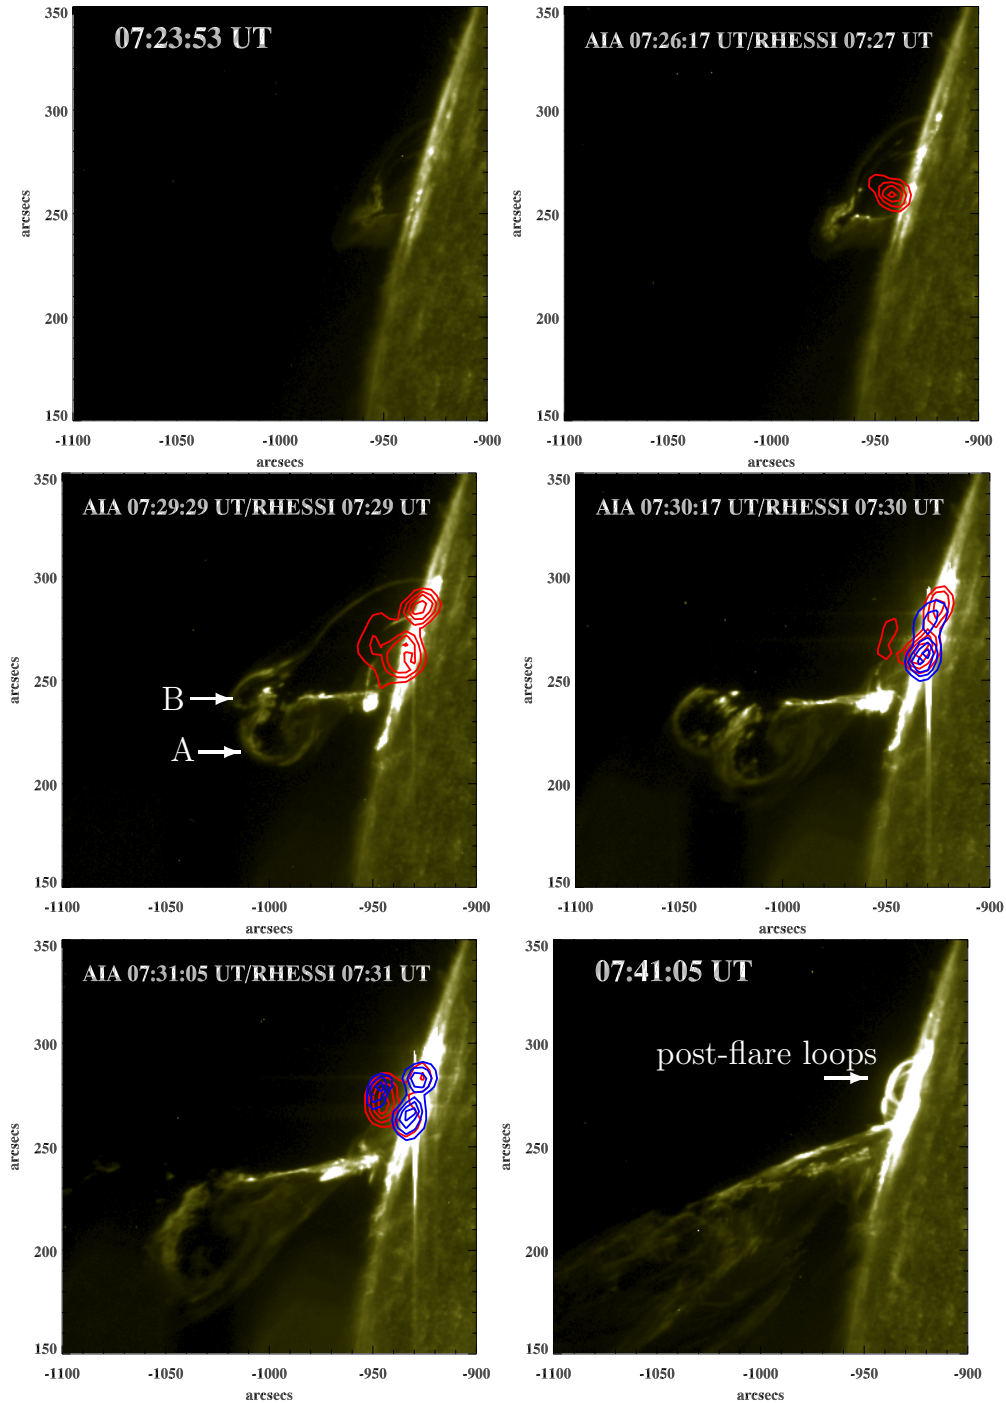 07:23:53 UT
350
300
250
200
150
arcsecs
-1100 -1050 -1000 -950 -900
arcsecs
AIA 07:26:17 UT/RHESSI 07:27 UT
350
300
250
200
150
arcsecs
-1100 -1050 -1000 -950 -900
arcsecs
AIA 07:29:29 UT/RHESSI 07:29 UT
350
300
250
200
150
arcsecs
B
A
-1100 -1050 -1000 -950 -900
arcsecs
AIA 07:30:17 UT/RHESSI 07:30 UT
350
300
250
200
150
arcsecs
-1100 -1050 -1000 -950 -900
arcsecs
AIA 07:31:05 UT/RHESSI 07:31 UT
350
300
250
200
150
arcsecs
-1100 -1050 -1000 -950 -900
arcsecs
07:41:05 UT
350
300
250
200
150
arcsecs
post-flare loops
-1100 -1050 -1000 -950 -900
arcsecs